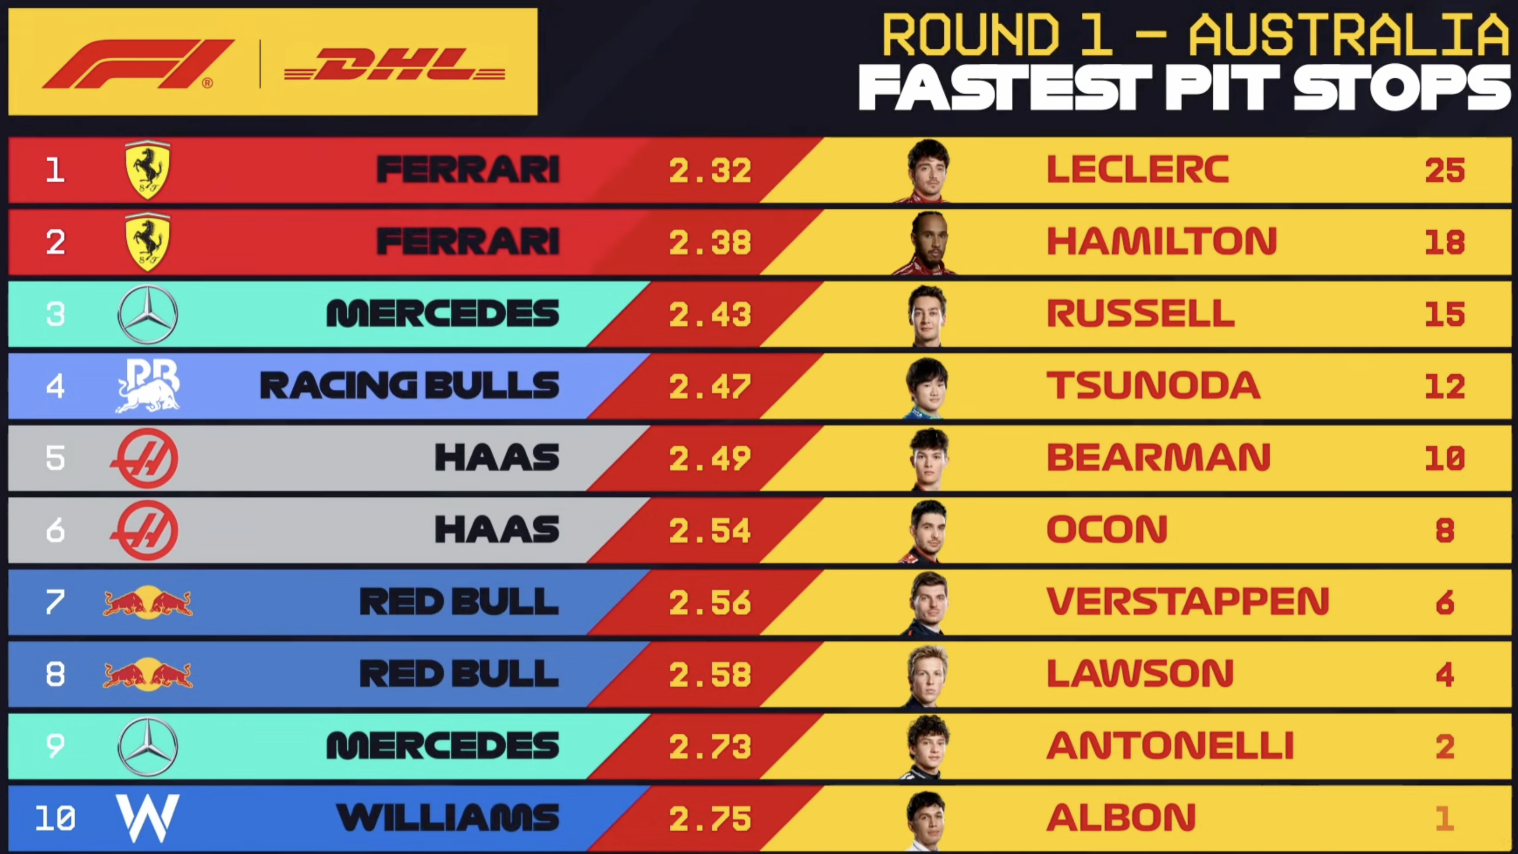 F1® | DHL
ROUND 1 – AUSTRALIA
FASTEST PIT STOPS
1 SF FERRARI 2.32 LECLERC 25
2 SF FERRARI 2.38 HAMILTON 18
3 MERCEDES 2.43 RUSSELL 15
4 RB RACING BULLS 2.47 TSUNODA 12
5 H HAAS 2.49 BEARMAN 10
6 H HAAS 2.54 OCON 8
7 RED BULL 2.56 VERSTAPPEN 6
8 RED BULL 2.58 LAWSON 4
9 MERCEDES 2.73 ANTONELLI 2
10 W WILLIAMS 2.75 ALBON 1